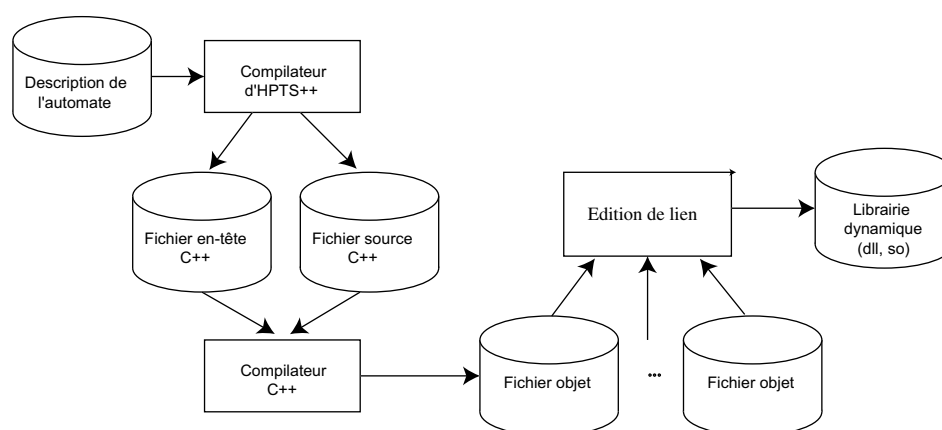 Description de
l'automate
Compilateur
d'HPTS++
Fichier en-tête
C++
Fichier source
C++
Compilateur
C++
Fichier objet
...
Fichier objet
Edition de lien
Librairie
dynamique
(dll, so)